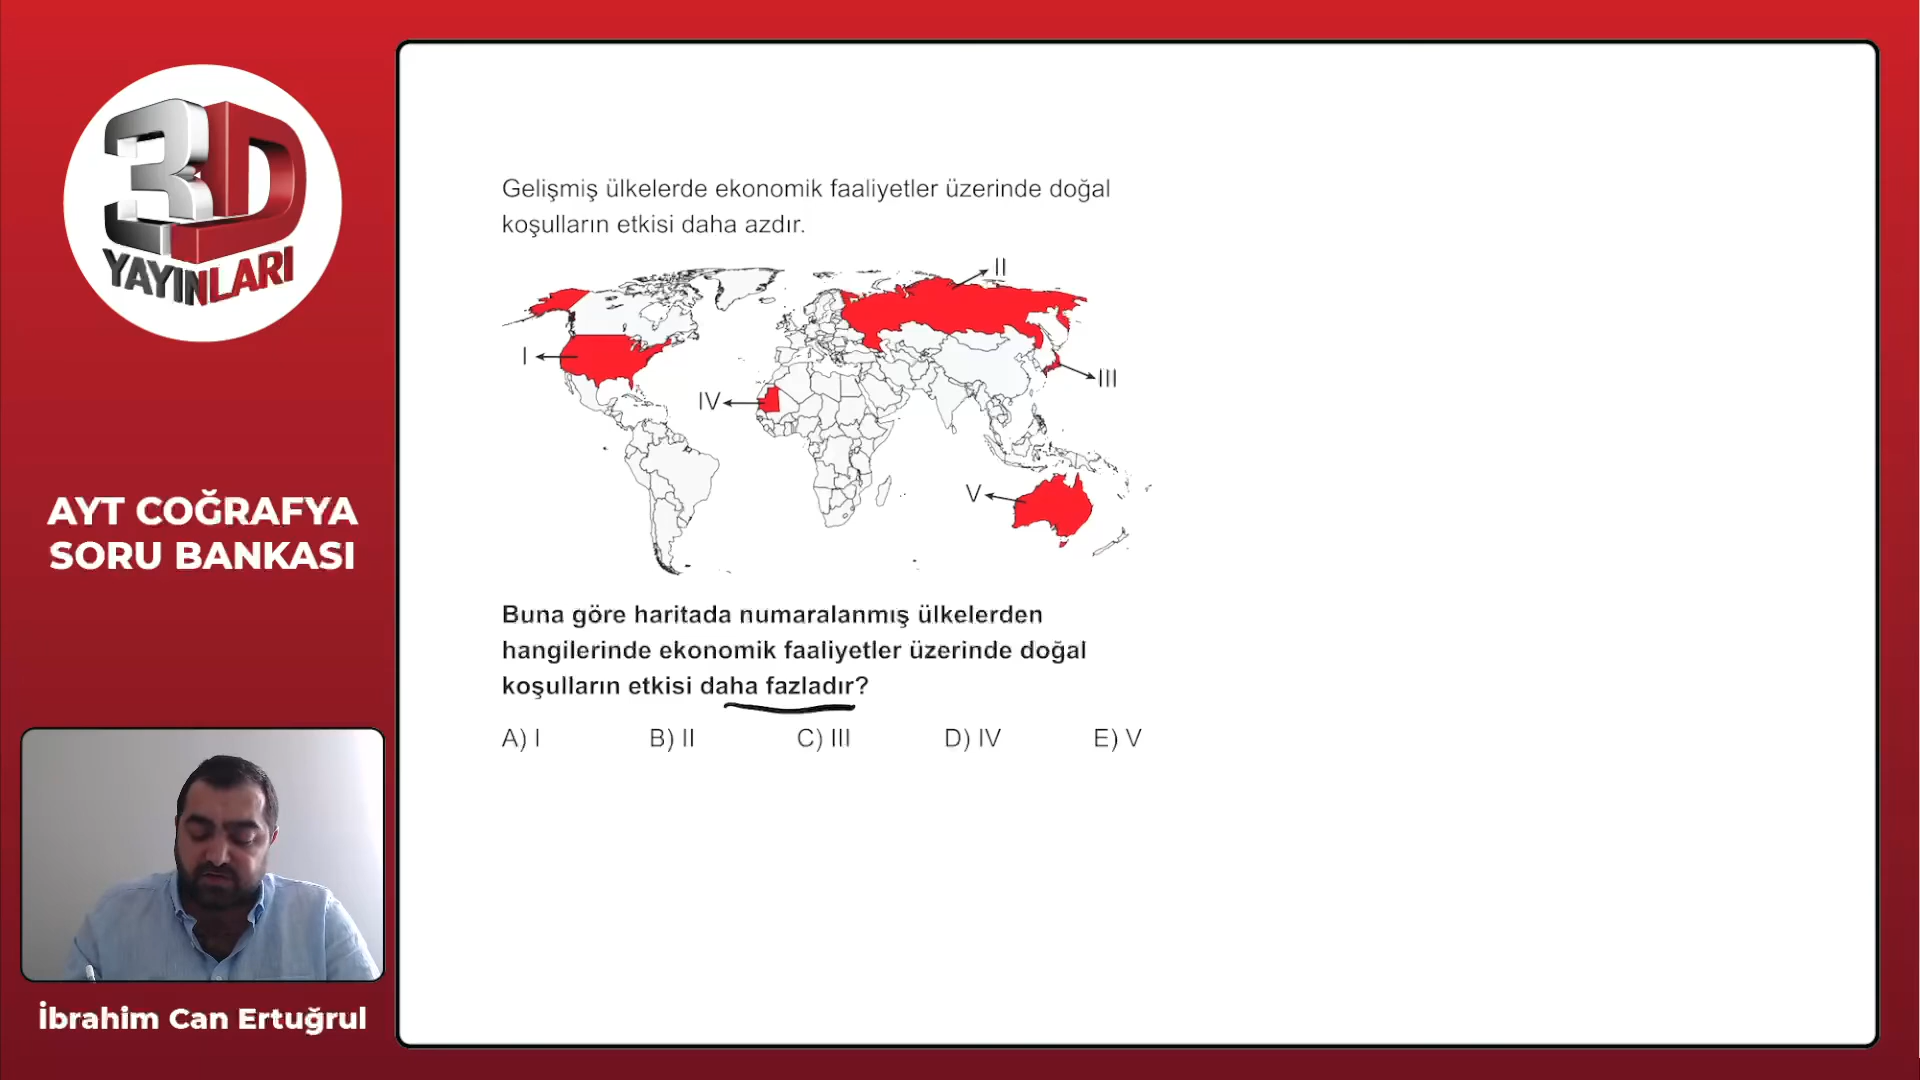 3D
YAYINLARI
AYT COĞRAFYA
SORU BANKASI
İbrahim Can Ertuğrul
Gelişmiş ülkelerde ekonomik faaliyetler üzerinde doğal
koşulların etkisi daha azdır.
II
I
III
IV
V
Buna göre haritada numaralanmış ülkelerden
hangilerinde ekonomik faaliyetler üzerinde doğal
koşulların etkisi daha fazladır?
A) I B) II C) III D) IV E) V